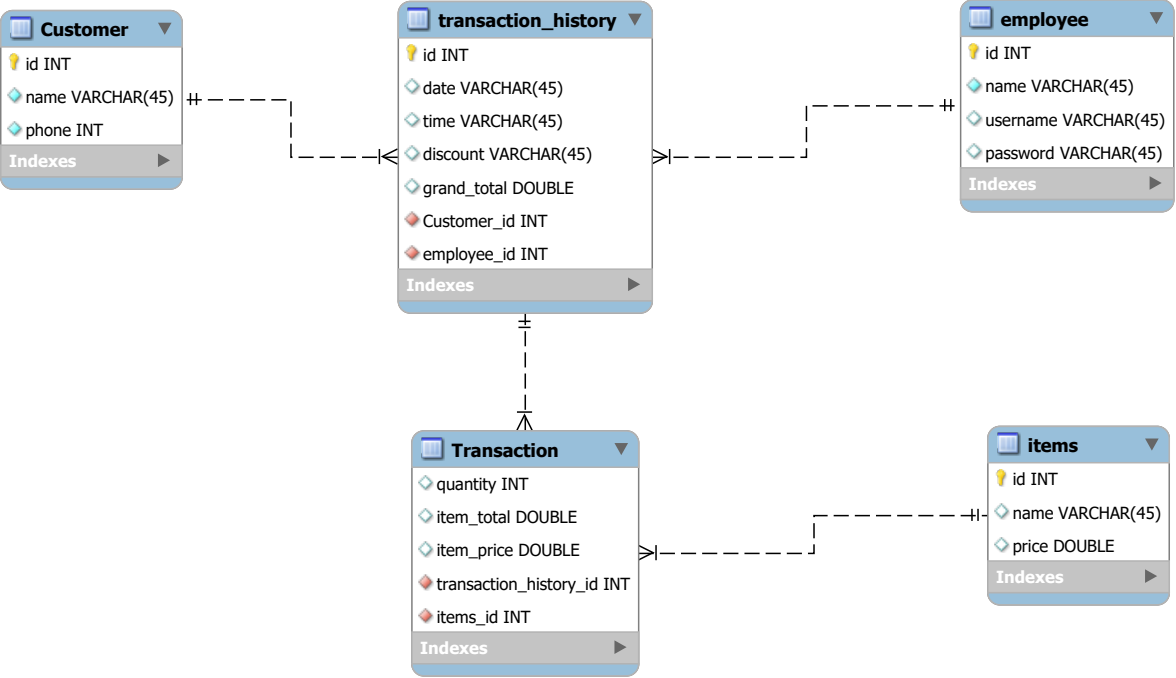 Customer
id INT
name VARCHAR(45)
phone INT
Indexes
transaction_history
id INT
date VARCHAR(45)
time VARCHAR(45)
discount VARCHAR(45)
grand_total DOUBLE
Customer_id INT
employee_id INT
Indexes
employee
id INT
name VARCHAR(45)
username VARCHAR(45)
password VARCHAR(45)
Indexes
Transaction
quantity INT
item_total DOUBLE
item_price DOUBLE
transaction_history_id INT
items_id INT
Indexes
items
id INT
name VARCHAR(45)
price DOUBLE
Indexes